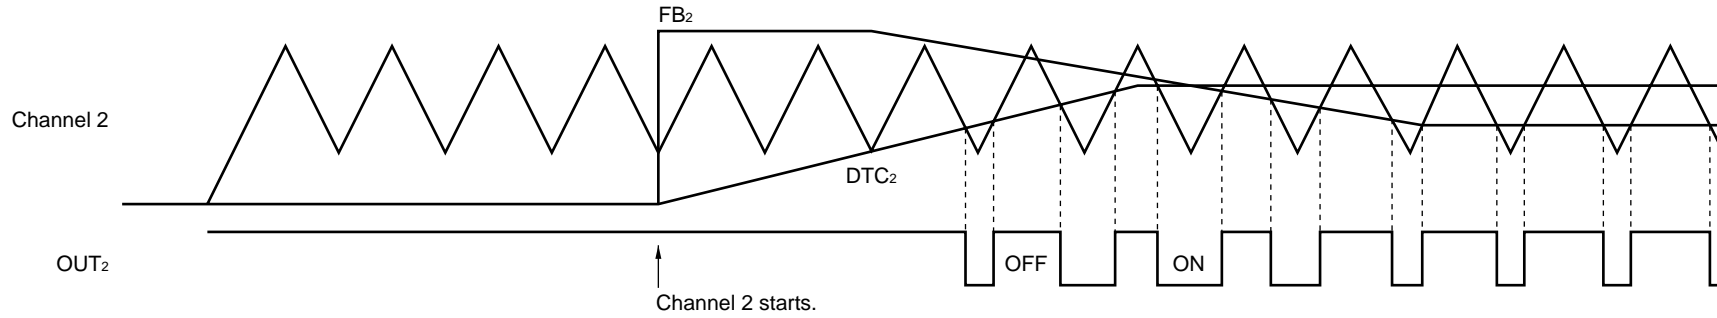 FB2
Channel 2
DTC2
OUT2
OFF
ON
Channel 2 starts.